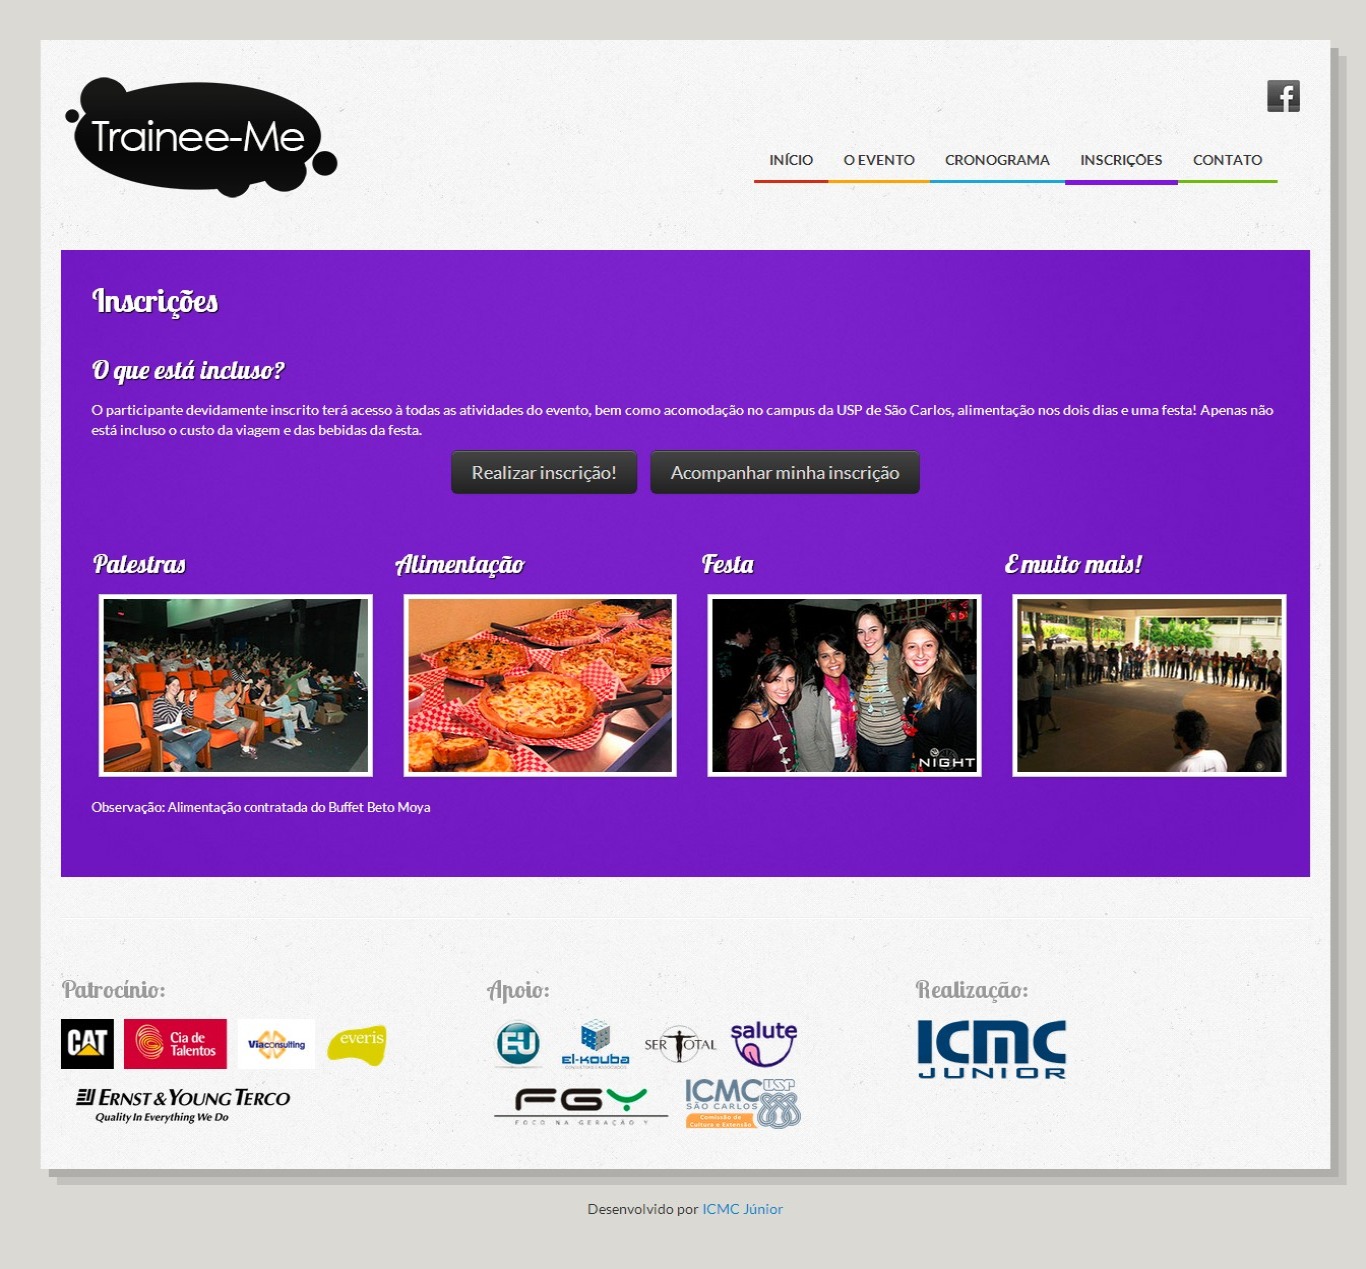 Trainee-Me
INÍCIO
O EVENTO
CRONOGRAMA
INSCRIÇÕES
CONTATO
Inscrições
O que está incluso?
O participante devidamente inscrito terá acesso à todas as atividades do evento, bem como acomodação no campus da USP de São Carlos, alimentação nos dois dias e uma festa! Apenas não
está incluso o custo da viagem e das bebidas da festa.
Realizar inscrição!
Acompanhar minha inscrição
Palestras
Alimentação
Festa
E muito mais!
NIGHT
Observação: Alimentação contratada do Buffet Beto Moya
Patrocínio:
Apoio:
Realização:
CAT
Cia de
Talentos
Viaconsulting
everis
ERNST & YOUNG TERCO
Quality In Everything We Do
EU
EL-KOUBA
SER TOTAL
salute
FGY
FOCO NA GERAÇÃO Y
ICMC USP
SÃO CARLOS
Comissão de
Cultura e Extensão
ICMC
JUNIOR
Desenvolvido por ICMC Júnior